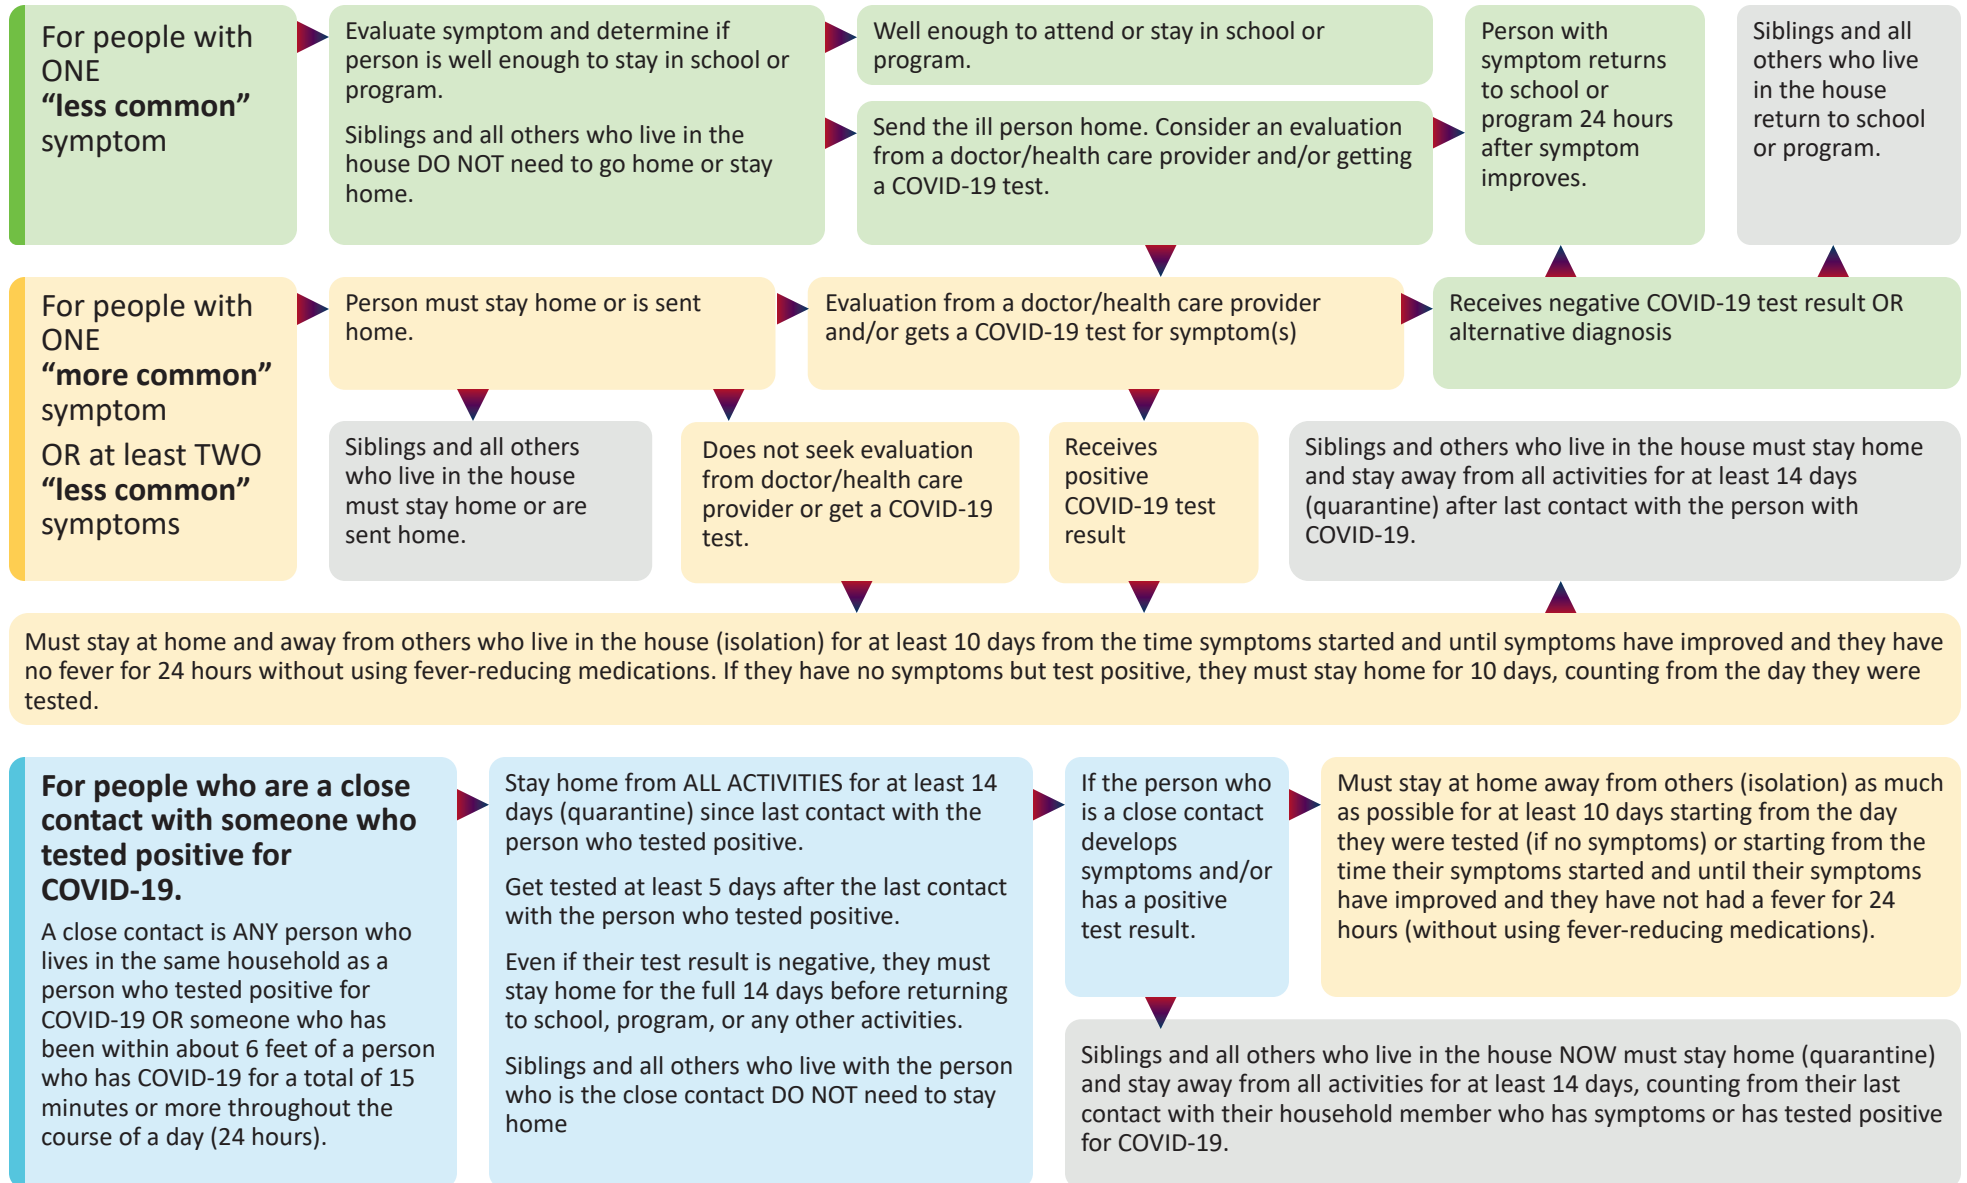 For people with
ONE
“less common”
symptom
Evaluate symptom and determine if
person is well enough to stay in school or
program.
Siblings and all others who live in the
house DO NOT need to go home or stay
home.
Well enough to attend or stay in school or
program.
Send the ill person home. Consider an evaluation
from a doctor/health care provider and/or getting
a COVID-19 test.
Person with
symptom returns
to school or
program 24 hours
after symptom
improves.
Siblings and all
others who live
in the house
return to school
or program.
For people with
ONE
“more common”
symptom
OR at least TWO
“less common”
symptoms
Person must stay home or is sent
home.
Evaluation from a doctor/health care provider
and/or gets a COVID-19 test for symptom(s)
Receives negative COVID-19 test result OR
alternative diagnosis
Siblings and all others
who live in the house
must stay home or are
sent home.
Does not seek evaluation
from doctor/health care
provider or get a COVID-19
test.
Receives
positive
COVID-19 test
result
Siblings and others who live in the house must stay home
and stay away from all activities for at least 14 days
(quarantine) after last contact with the person with
COVID-19.
Must stay at home and away from others who live in the house (isolation) for at least 10 days from the time symptoms started and until symptoms have improved and they have
no fever for 24 hours without using fever-reducing medications. If they have no symptoms but test positive, they must stay home for 10 days, counting from the day they were
tested.
For people who are a close
contact with someone who
tested positive for
COVID-19.
A close contact is ANY person who
lives in the same household as a
person who tested positive for
COVID-19 OR someone who has
been within about 6 feet of a person
who has COVID-19 for a total of 15
minutes or more throughout the
course of a day (24 hours).
Stay home from ALL ACTIVITIES for at least 14
days (quarantine) since last contact with the
person who tested positive.
Get tested at least 5 days after the last contact
with the person who tested positive.
Even if their test result is negative, they must
stay home for the full 14 days before returning
to school, program, or any other activities.
Siblings and all others who live with the person
who is the close contact DO NOT need to stay
home
If the person who
is a close contact
develops
symptoms and/or
has a positive
test result.
Must stay at home away from others (isolation) as much
as possible for at least 10 days starting from the day
they were tested (if no symptoms) or starting from the
time their symptoms started and until their symptoms
have improved and they have not had a fever for 24
hours (without using fever-reducing medications).
Siblings and all others who live in the house NOW must stay home (quarantine)
and stay away from all activities for at least 14 days, counting from their last
contact with their household member who has symptoms or has tested positive
for COVID-19.